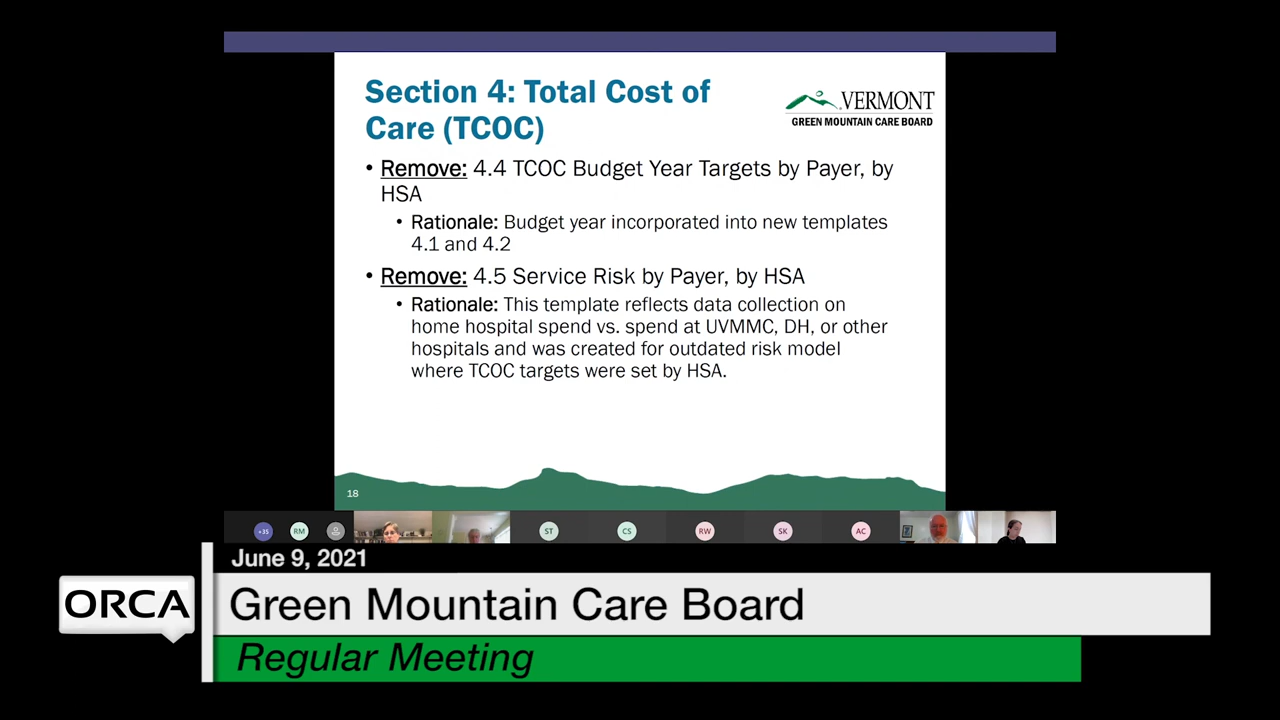 Section 4: Total Cost of
Care (TCOC)
VERMONT
GREEN MOUNTAIN CARE BOARD
• Remove: 4.4 TCOC Budget Year Targets by Payer, by
HSA
• Rationale: Budget year incorporated into new templates
4.1 and 4.2
• Remove: 4.5 Service Risk by Payer, by HSA
• Rationale: This template reflects data collection on
home hospital spend vs. spend at UVMMC, DH, or other
hospitals and was created for outdated risk model
where TCOC targets were set by HSA.
18
+35 RM ST CS RW SK AC
June 9, 2021
ORCA
Green Mountain Care Board
Regular Meeting